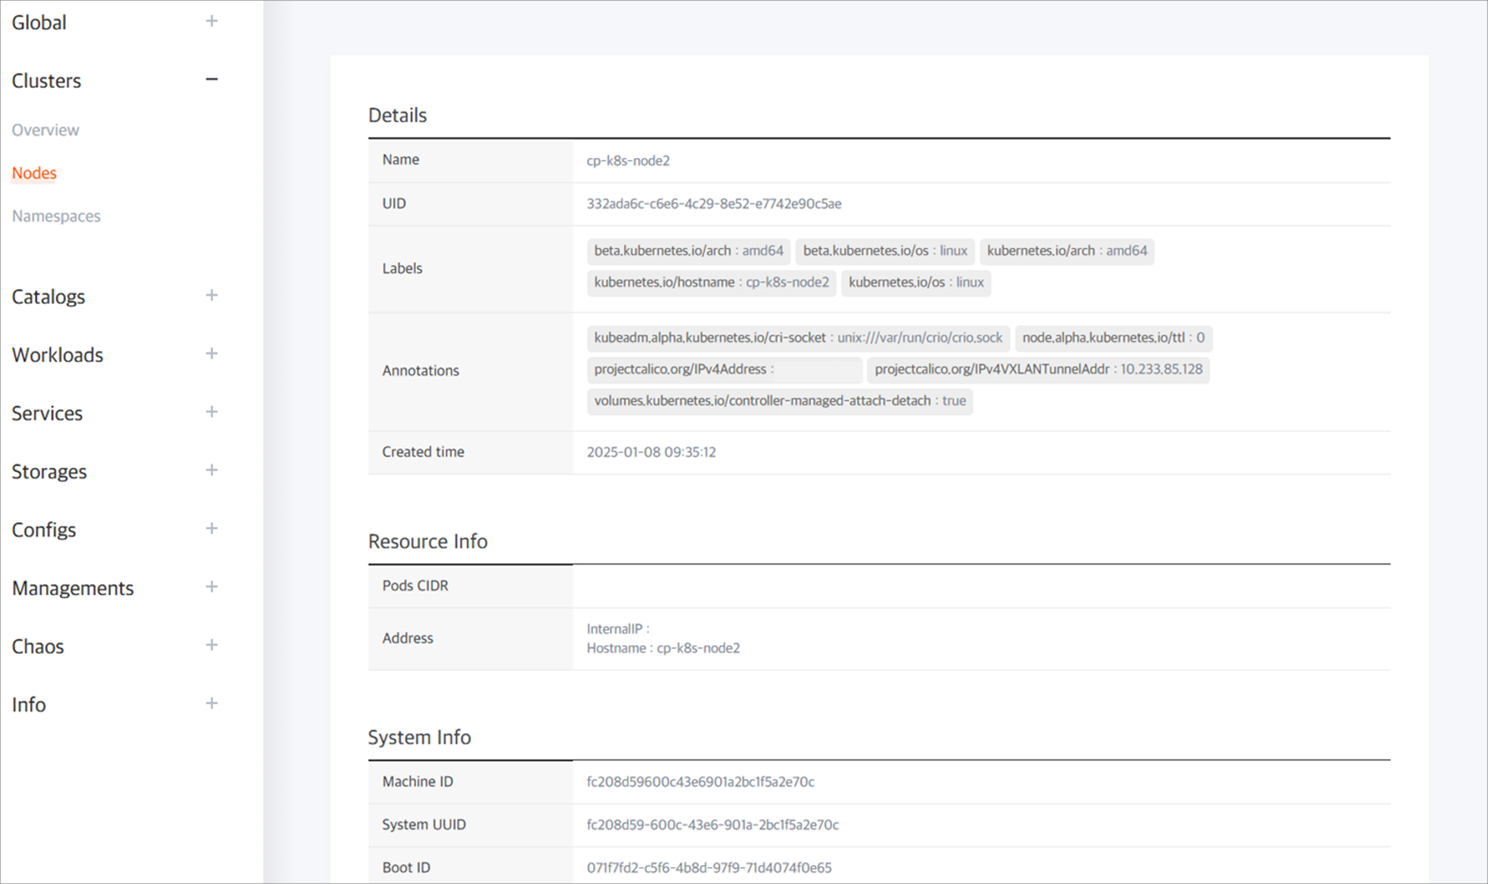 Global
Clusters
Overview
Nodes
Namespaces
Catalogs
Workloads
Services
Storages
Configs
Managements
Chaos
Info
Details
Name cp-k8s-node2
UID 332ada6c-c6e6-4c29-8e52-e7742e90c5ae
Labels
beta.kubernetes.io/arch : amd64 beta.kubernetes.io/os : linux kubernetes.io/arch : amd64
kubernetes.io/hostname : cp-k8s-node2 kubernetes.io/os : linux
Annotations
kubeadm.alpha.kubernetes.io/cri-socket : unix:///var/run/crio/crio.sock node.alpha.kubernetes.io/ttl : 0
projectcalico.org/IPv4Address : projectcalico.org/IPv4VXLANTunnelAddr : 10.233.85.128
volumes.kubernetes.io/controller-managed-attach-detach : true
Created time 2025-01-08 09:35:12
Resource Info
Pods CIDR
Address
InternalIP :
Hostname : cp-k8s-node2
System Info
Machine ID fc208d59600c43e6901a2bc1f5a2e70c
System UUID fc208d59-600c-43e6-901a-2bc1f5a2e70c
Boot ID 071f7fd2-c5f6-4b8d-97f9-71d4074f0e65